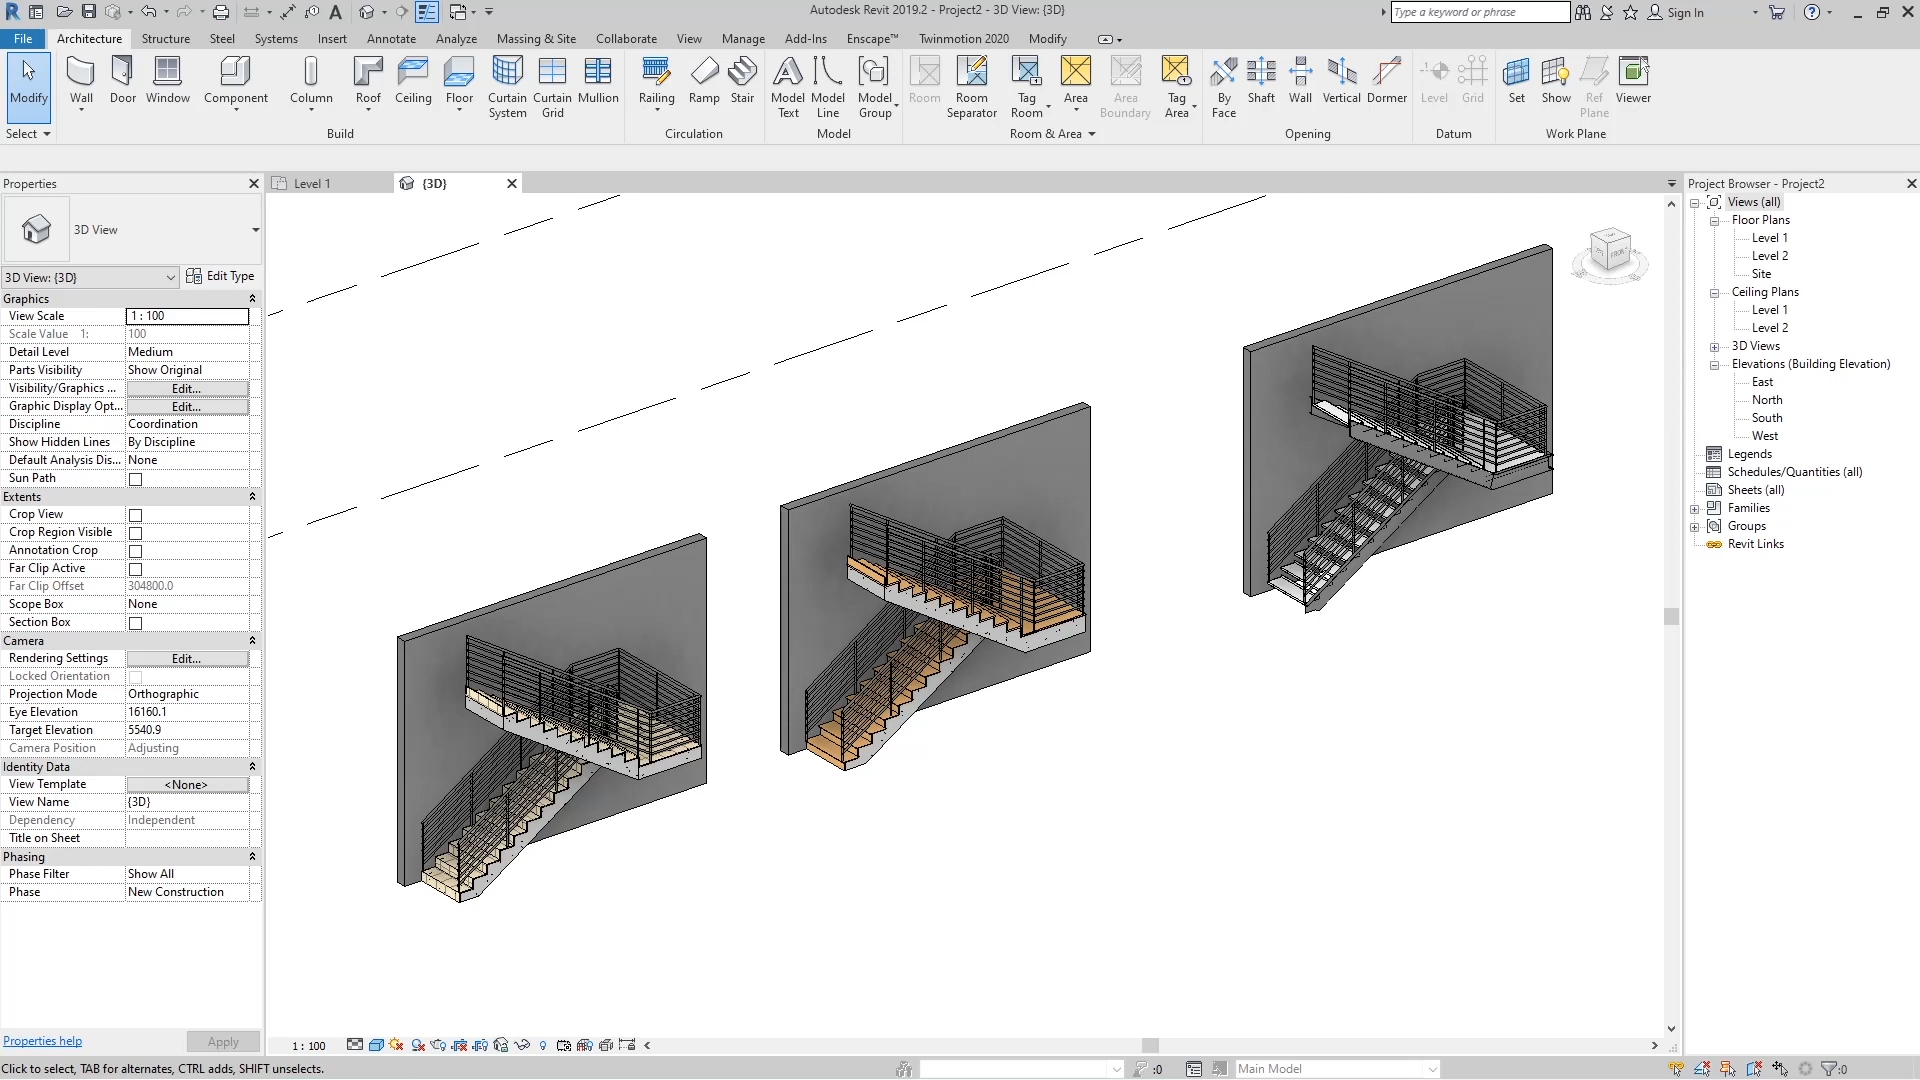 Autodesk Revit 2019.2 - Project2 - 3D View: {3D}
Type a keyword or phrase
Sign In
File Architecture Structure Steel Systems Insert Annotate Analyze Massing & Site Collaborate View Manage Add-Ins Enscape™ Twinmotion 2020 Modify
Modify Wall Door Window Component Column Roof Ceiling Floor Curtain System Curtain Grid Mullion Railing Ramp Stair Model Text Model Line Model Group Room Room Separator Tag Room Area Area Boundary Tag Area By Face Shaft Wall Vertical Dormer Level Grid Set Show Ref Plane Viewer
Select Build Circulation Model Room & Area Opening Datum Work Plane
Properties
Level 1
{3D}
3D View
3D View: {3D} Edit Type
Graphics
View Scale 1 : 100
Scale Value 1: 100
Detail Level Medium
Parts Visibility Show Original
Visibility/Graphics ... Edit...
Graphic Display Opt... Edit...
Discipline Coordination
Show Hidden Lines By Discipline
Default Analysis Dis... None
Sun Path
Extents
Crop View
Crop Region Visible
Annotation Crop
Far Clip Active
Far Clip Offset 304800.0
Scope Box None
Section Box
Camera
Rendering Settings Edit...
Locked Orientation
Projection Mode Orthographic
Eye Elevation 16160.1
Target Elevation 5540.9
Camera Position Adjusting
Identity Data
View Template <None>
View Name {3D}
Dependency Independent
Title on Sheet
Phasing
Phase Filter Show All
Phase New Construction
Properties help Apply
FRONT
Project Browser - Project2
Views (all)
Floor Plans
Level 1
Level 2
Site
Ceiling Plans
Level 1
Level 2
3D Views
Elevations (Building Elevation)
East
North
South
West
Legends
Schedules/Quantities (all)
Sheets (all)
Families
Groups
Revit Links
1 : 100
Click to select, TAB for alternates, CTRL adds, SHIFT unselects.
:0
Main Model
:0